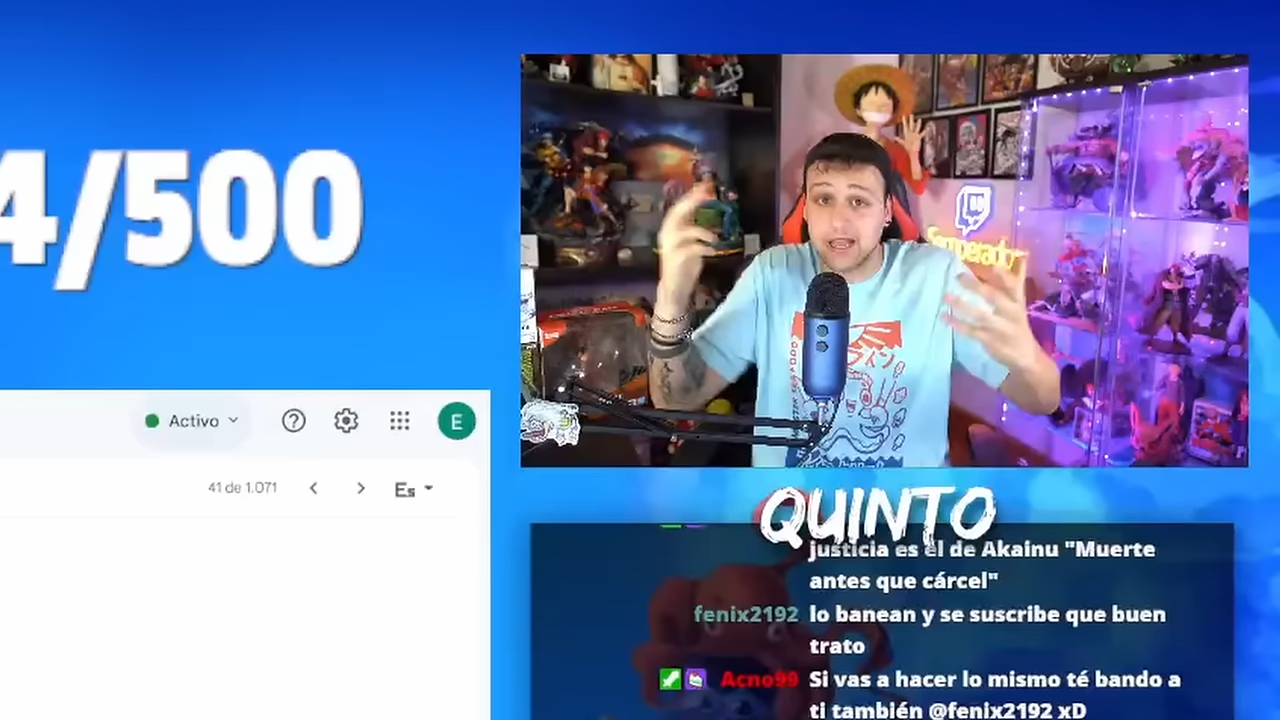 4/500
Activo
E
41 de 1.071
Es
QUINTO
justicia es él de Akainu "Muerte
antes que cárcel"
fenix2192 lo banean y se suscribe que buen
trato
Acno99 Si vas a hacer lo mismo té bando a
ti también @fenix2192 xD